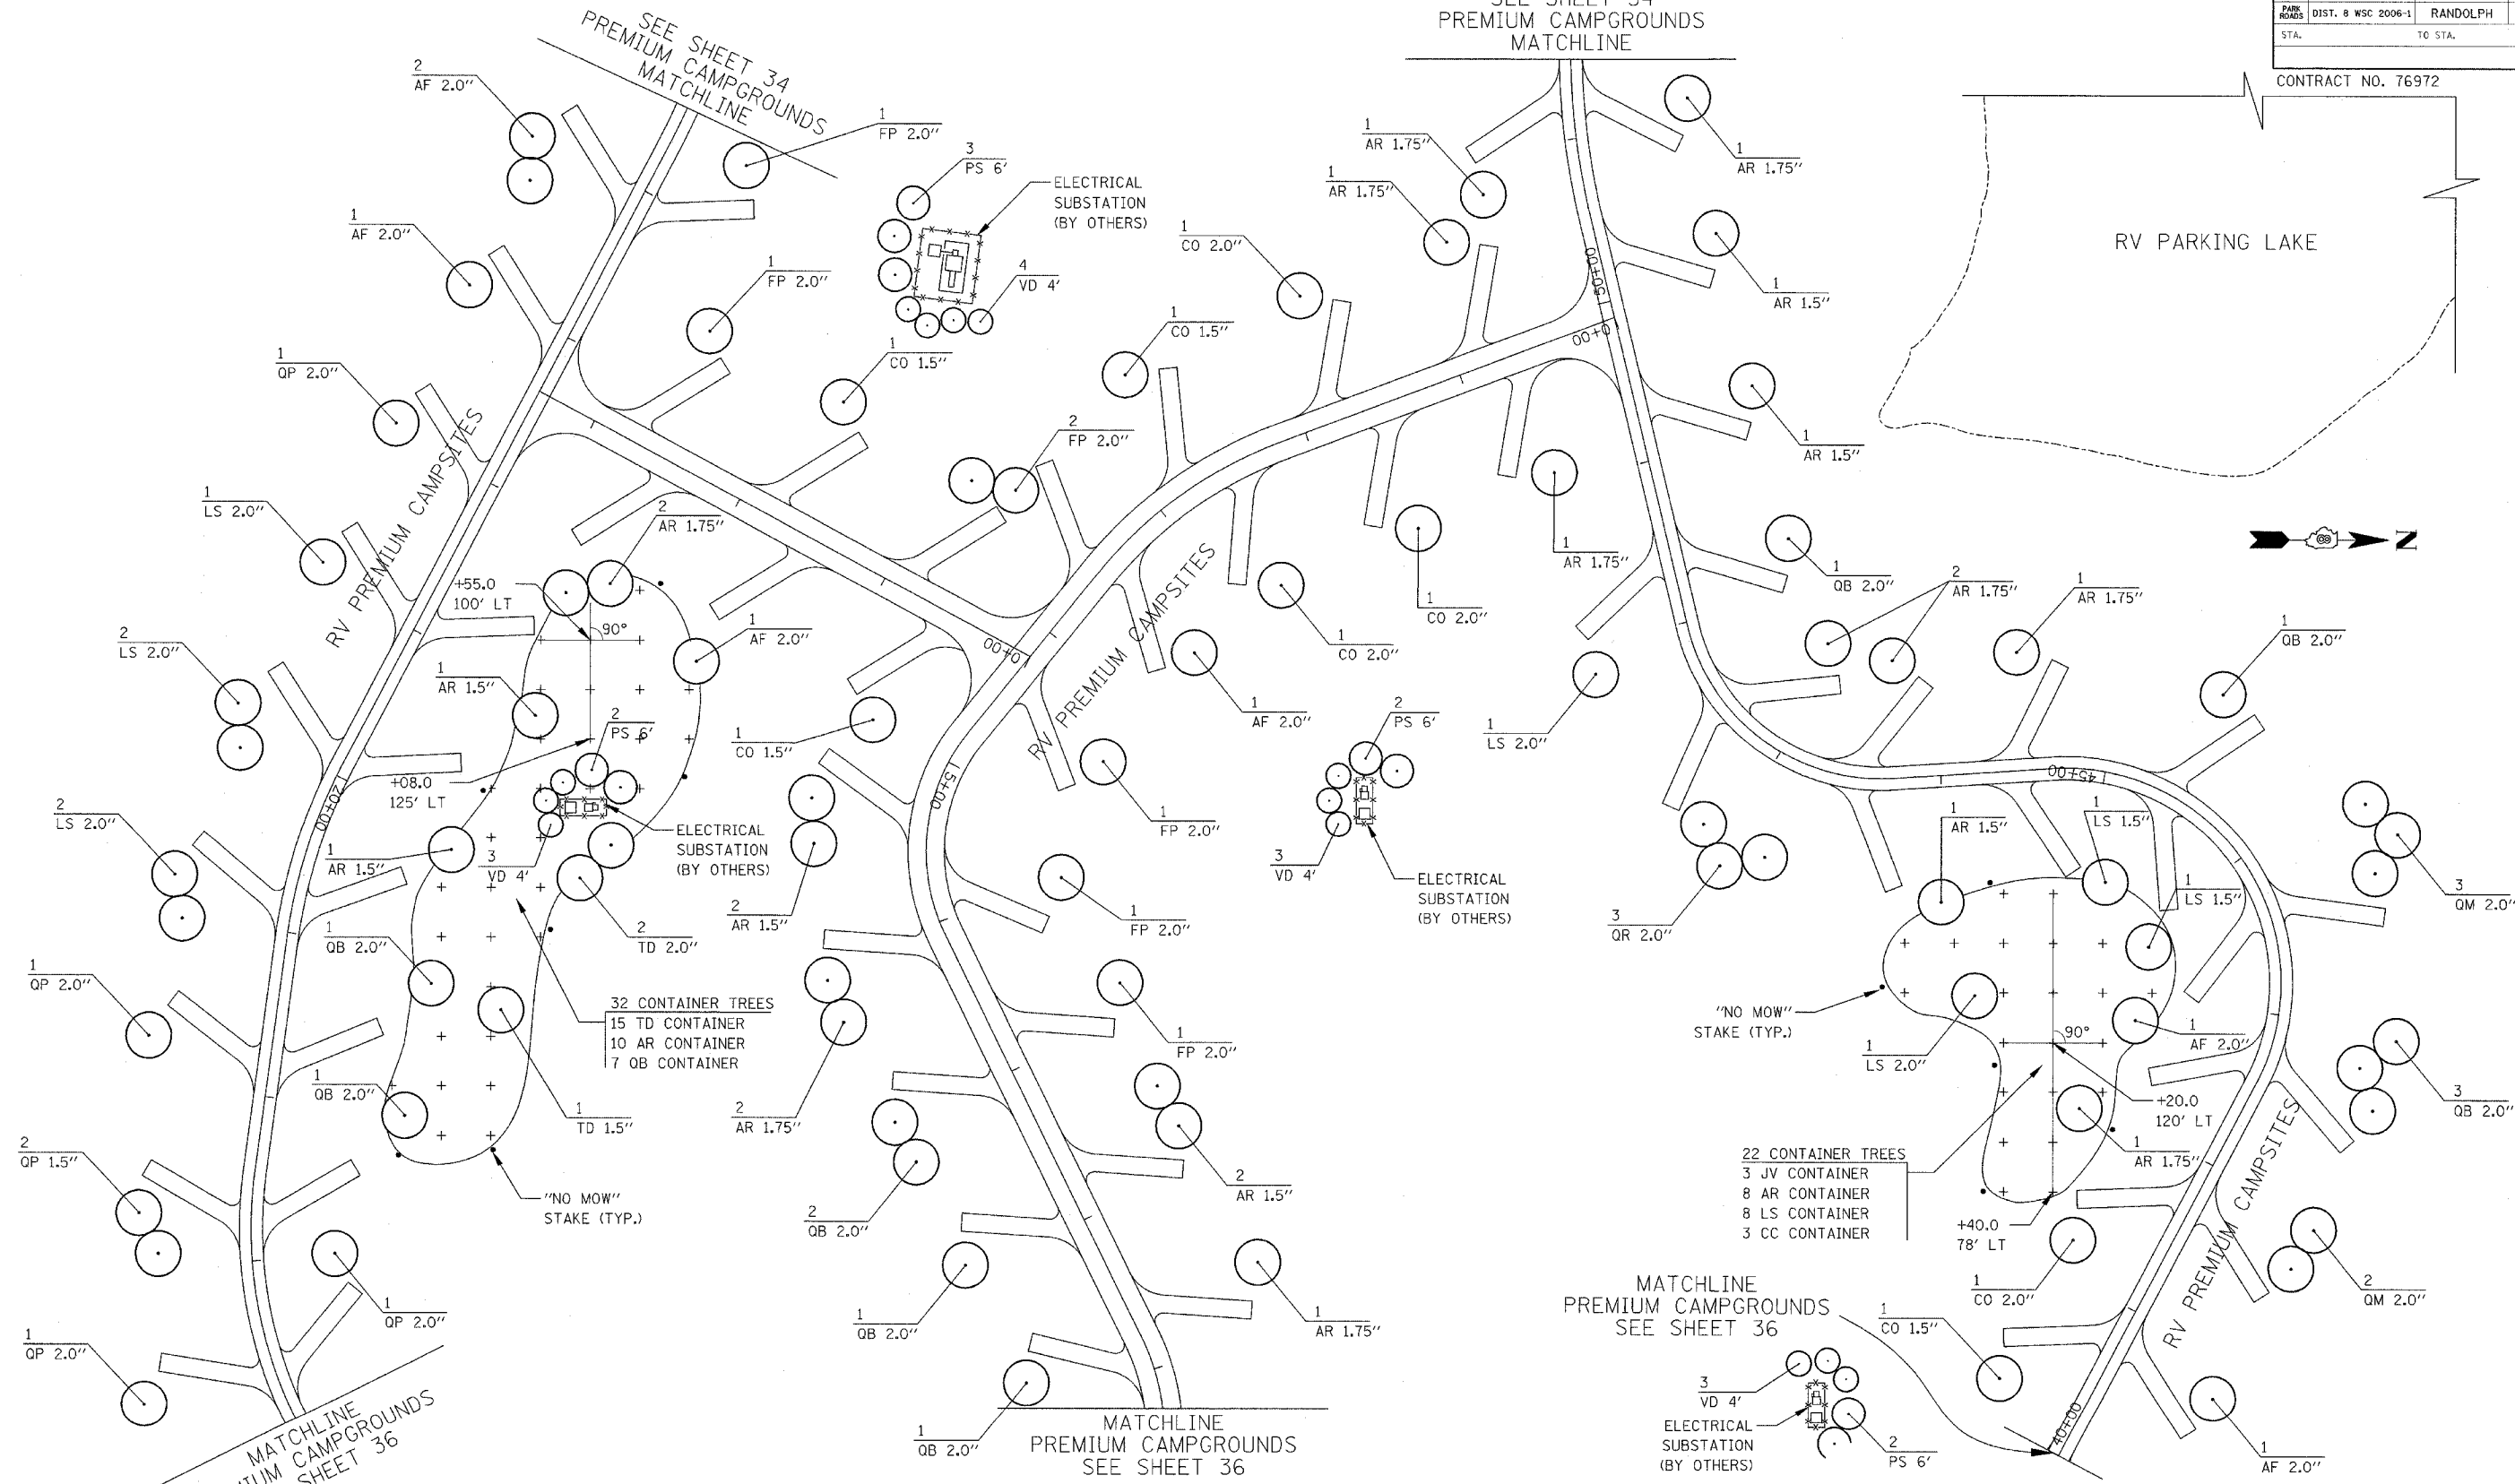 SEE SHEET 34
PREMIUM CAMPGROUNDS
MATCHLINE
PREMIUM CAMPGROUNDS
MATCHLINE
PARK ROADS
DIST. 8 WSC 2006-1
RANDOLPH
STA.
TO STA.
CONTRACT NO. 76972
RV PARKING LAKE
N
2
AF 2.0"
1
FP 2.0"
3
PS 6'
ELECTRICAL
SUBSTATION
(BY OTHERS)
4
VD 4'
1
AR 1.75"
1
AR 1.75"
1
AR 1.75"
1
AF 2.0"
1
FP 2.0"
1
CO 2.0"
1
AR 1.5"
150+00
0+00
1
QP 2.0"
1
CO 1.5"
1
CO 1.5"
1
AR 1.5"
RV PREMIUM CAMPSITES
2
FP 2.0"
1
LS 2.0"
2
AR 1.75"
1
AR 1.75"
1
QB 2.0"
2
AR 1.75"
1
AR 1.75"
+55.0
100' LT
90°
1
CO 2.0"
1
CO 2.0"
RV PREMIUM CAMPSITES
2
LS 2.0"
1
AF 2.0"
0+00
1
QB 2.0"
1
AR 1.5"
2
PS 6'
1
CO 1.5"
1
AF 2.0"
2
PS 6'
1
LS 2.0"
+08.0
125' LT
20+00
15+00
145+00
2
LS 2.0"
ELECTRICAL
SUBSTATION
(BY OTHERS)
1
AR 1.5"
3
VD 4'
1
FP 2.0"
3
VD 4'
ELECTRICAL
SUBSTATION
(BY OTHERS)
1
AR 1.5"
1
LS 1.5"
1
LS 1.5"
3
QM 2.0"
2
AR 1.5"
1
FP 2.0"
3
QR 2.0"
1
QB 2.0"
2
TD 2.0"
1
QP 2.0"
32 CONTAINER TREES
15 TD CONTAINER
10 AR CONTAINER
7 QB CONTAINER
1
FP 2.0"
"NO MOW"
STAKE (TYP.)
90°
1
AF 2.0"
1
LS 2.0"
1
QB 2.0"
1
TD 1.5"
2
AR 1.75"
3
QB 2.0"
+20.0
120' LT
2
QP 1.5"
"NO MOW"
STAKE (TYP.)
2
AR 1.5"
22 CONTAINER TREES
3 JV CONTAINER
8 AR CONTAINER
8 LS CONTAINER
3 CC CONTAINER
1
AR 1.75"
2
QB 2.0"
+40.0
78' LT
RV PREMIUM CAMPSITES
1
QP 2.0"
1
QB 2.0"
1
AR 1.75"
1
CO 2.0"
2
QM 2.0"
1
QP 2.0"
MATCHLINE
PREMIUM CAMPGROUNDS
SEE SHEET 36
1
CO 1.5"
3
VD 4'
ELECTRICAL
SUBSTATION
(BY OTHERS)
2
PS 6'
140+00
1
AF 2.0"
1
QB 2.0"
MATCHLINE
PREMIUM CAMPGROUNDS
SEE SHEET 36
MATCHLINE
CAMPGROUNDS
SHEET 36